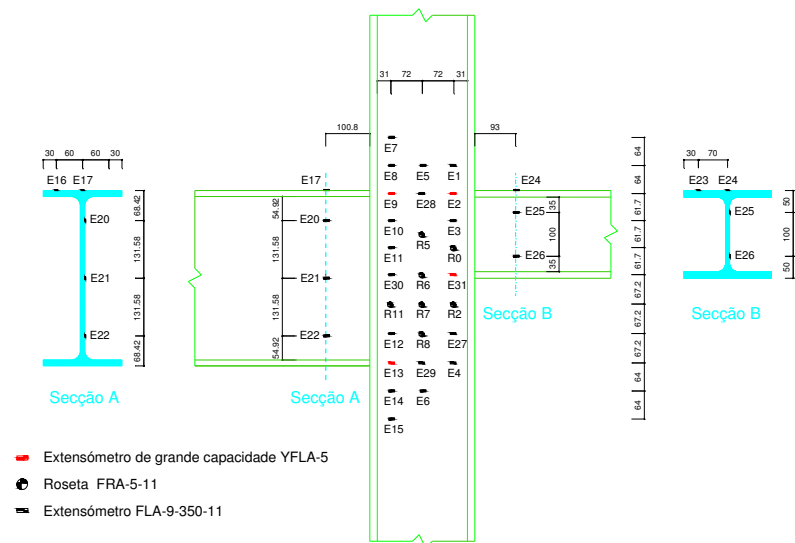 31 72 72 31
100.8 93
E7
64
30 60 60 30
E16 E17
E17
E8 E5 E1
E24
64
30 70
E23 E24
68.42
54.92
E9 E28 E2
35
E25
61.7
50
E25
E20
E20
E10 R5 E3
100
61.7
100
131.58
131.58
E11 R0
E26
61.7
E26
35
50
E21
E21
E30 R6 E31
67.2
R11 R7 R2
Secção B
Secção B
131.58
131.58
67.2
E22
E22
E12 R8 E27
67.2
68.42
54.92
E13 E29 E4
64
Secção A
Secção A
E14 E6
64
E15
Extensómetro de grande capacidade YFLA-5
Roseta FRA-5-11
Extensómetro FLA-9-350-11